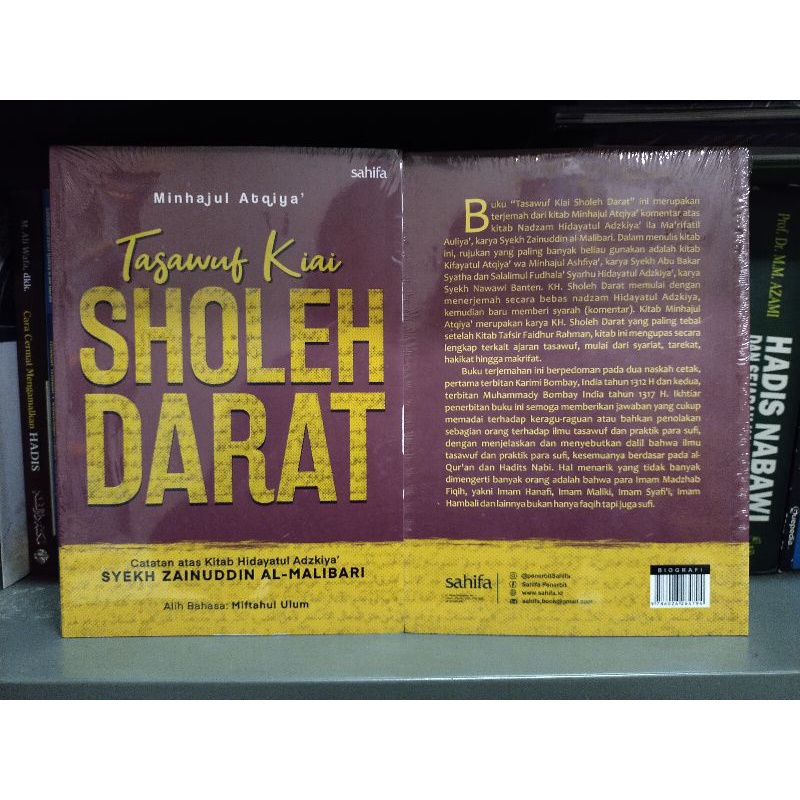 sahifa
Minhajul Atqiya'
Tasawuf Kiai
SHOLEH
DARAT
Catatan atas Kitab Hidayatul Adzkiya'
SYEKH ZAINUDDIN AL-MALIBARI
Alih Bahasa: Miftahul Ulum
Buku "Tasawuf Kiai Sholeh Darat" ini merupakan
terjemah dari kitab Minhajul Atqiya' komentar atas
kitab Nadzam Hidayatul Adzkiya' ila Ma'rifatil
Auliya', karya Syekh Zainuddin al-Malibari. Dalam menulis kitab
ini, rujukan yang paling banyak beliau gunakan adalah kitab
Kifayatul Atqiya' wa Minhajul Ashfiya', karya Syekh Abu Bakar
Syatha dan Salalimul Fudhala' Syarhu Hidayatul Adzkiya', karya
Syekh Nawawi Banten. KH. Sholeh Darat memulai dengan
menerjemah secara bebas nadzam Hidayatul Adzkiya',
kemudian baru memberi syarah (komentar). Kitab Minhajul
Atqiya' merupakan karya KH. Sholeh Darat yang paling tebal
setelah Kitab Tafsir Faidhur Rahman, kitab ini mengupas secara
lengkap terkait ajaran tasawuf, mulai dari syariat, tarekat,
hakikat hingga makrifat.
Buku terjemahan ini berpedoman pada dua naskah cetak,
pertama terbitan Karimi Bombay, India tahun 1312 H dan kedua,
terbitan Muhammady Bombay India tahun 1317 H. Ikhtiar
penerbitan buku ini semoga memberikan jawaban yang cukup
memadai terhadap keragu-raguan atau bahkan penolakan
sebagian orang terhadap ilmu tasawuf dan praktik para sufi,
dengan menjelaskan dan menyebutkan dalil bahwa ilmu
tasawuf dan praktik para sufi, kesemuanya berdasar pada al-
Qur'an dan Hadits Nabi. Hal menarik yang tidak banyak
dimengerti banyak orang adalah bahwa para Imam Madzhab
Fiqih, yakni Imam Hanafi, Imam Maliki, Imam Syafi'i, Imam
Hambali dan lainnya bukan hanya faqih tapi juga sufi.
sahifa
@penerbitSahifa
Sahifa Penerbit
www.sahifa.id
sahifa.book@gmail.com
BIOGRAFI
M. Ali Wafa, dkk.
Cara Cermat Mengamalkan HADIS
Prof. Dr. M.M. AZAMI
HADIS NABAWI